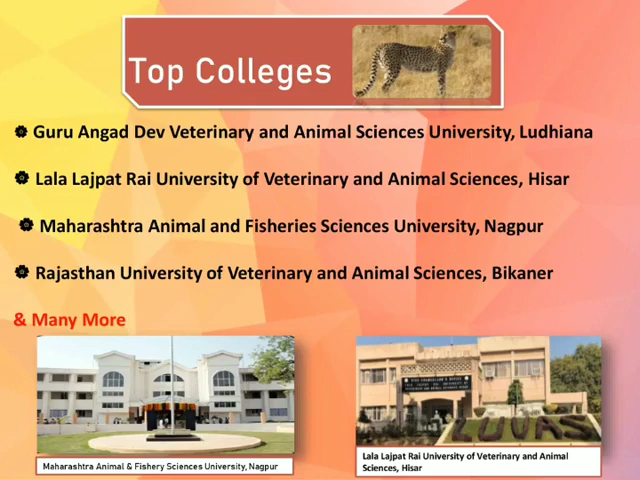 Top Colleges
Guru Angad Dev Veterinary and Animal Sciences University, Ludhiana
Lala Lajpat Rai University of Veterinary and Animal Sciences, Hisar
Maharashtra Animal and Fisheries Sciences University, Nagpur
Rajasthan University of Veterinary and Animal Sciences, Bikaner
& Many More
LUVAS
Maharashtra Animal & Fishery Sciences University, Nagpur
Lala Lajpat Rai University of Veterinary and Animal
Sciences, Hisar